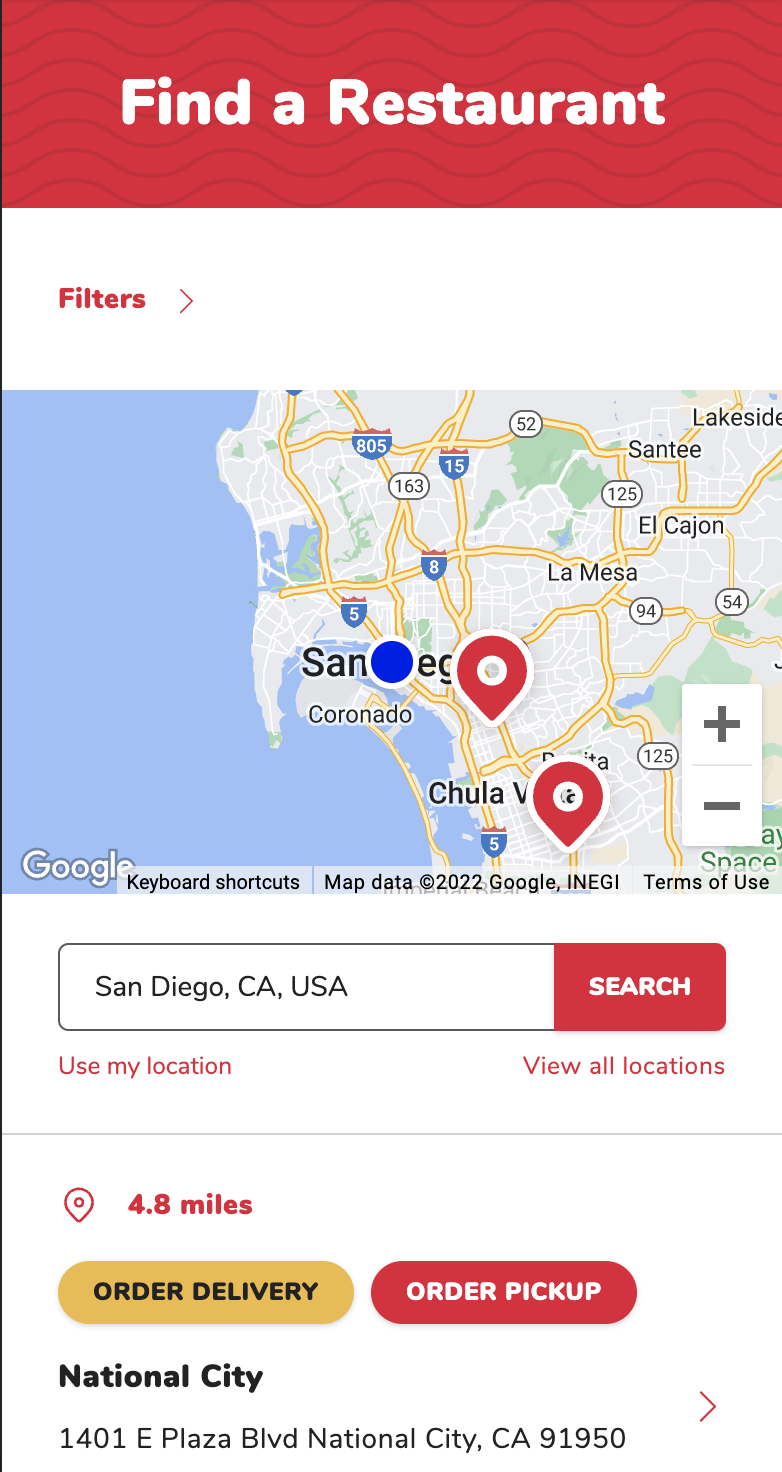 Find a Restaurant
Filters
52
Lakeside
805
15
Santee
163
125
El Cajon
8
La Mesa
5
94
54
San
eg
Coronado
125
Chula V
5
Space
Google
Keyboard shortcuts
Map data ©2022 Google, INEGI
Terms of Use
San Diego, CA, USA
SEARCH
Use my location
View all locations
4.8 miles
ORDER DELIVERY
ORDER PICKUP
National City
1401 E Plaza Blvd National City, CA 91950